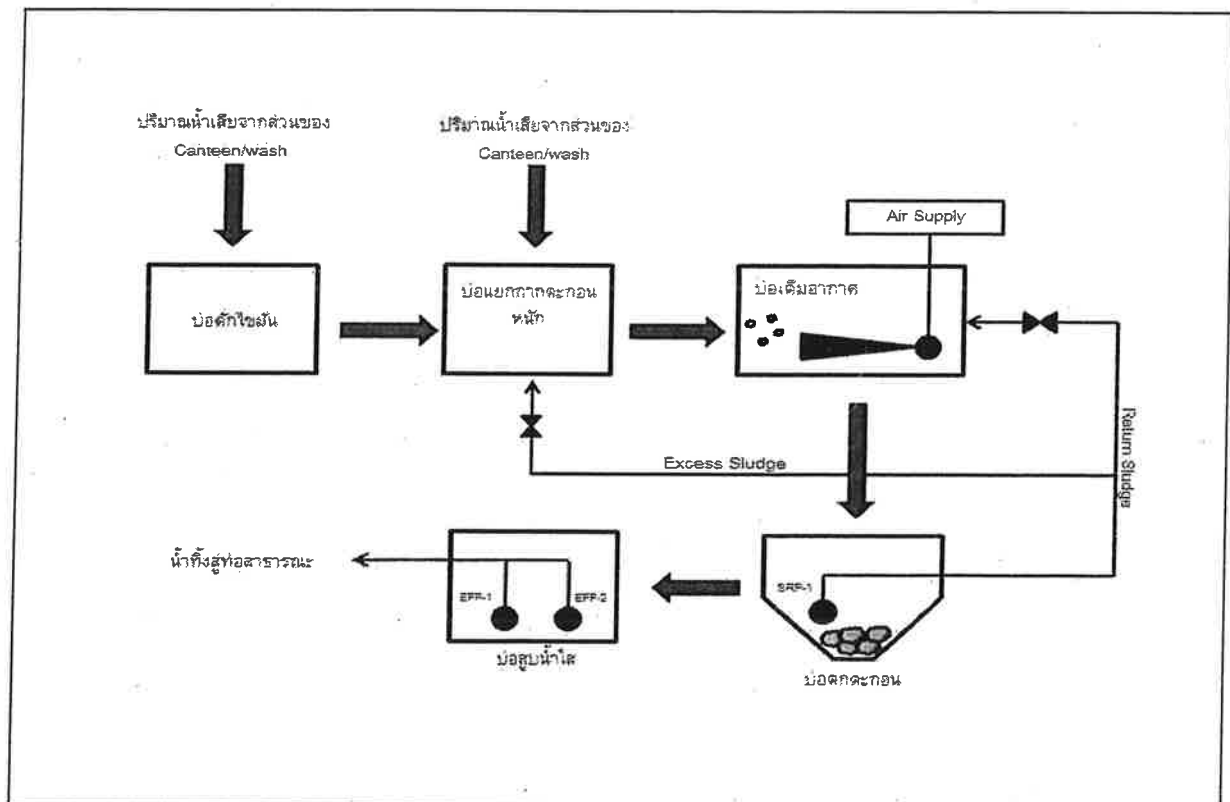 ปริมาณน้ำเสียจากส่วนของ
Canteen/wash
ปริมาณน้ำเสียจากส่วนของ
Canteen/wash
Air Supply
บ่อดักไขมัน
บ่อแยกกากตะกอน
หนัก
บ่อเติมอากาศ
Return Sludge
Excess Sludge
น้ำทิ้งสู่ท่อสาธารณะ
EFP-1
EFP-2
SRP-1
บ่อสูบน้ำใส
บ่อตกตะกอน